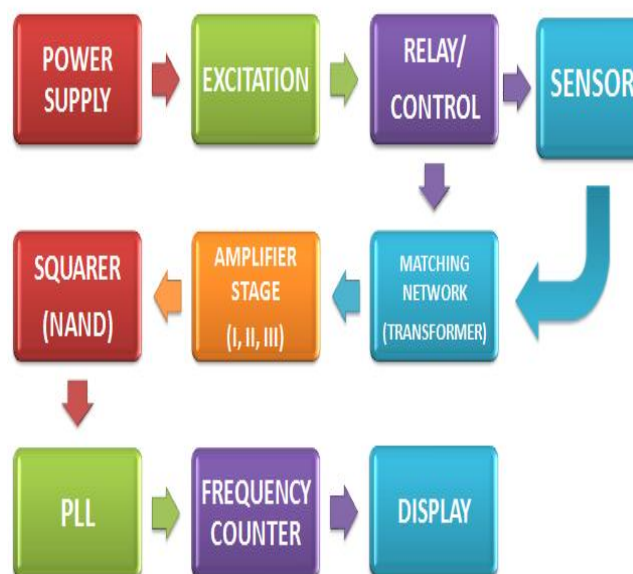 POWER
SUPPLY
EXCITATION
RELAY/
CONTROL
SENSOR
SQUARER
(NAND)
AMPLIFIER
STAGE
(I, II, III)
MATCHING
NETWORK
(TRANSFORMER)
PLL
FREQUENCY
COUNTER
DISPLAY